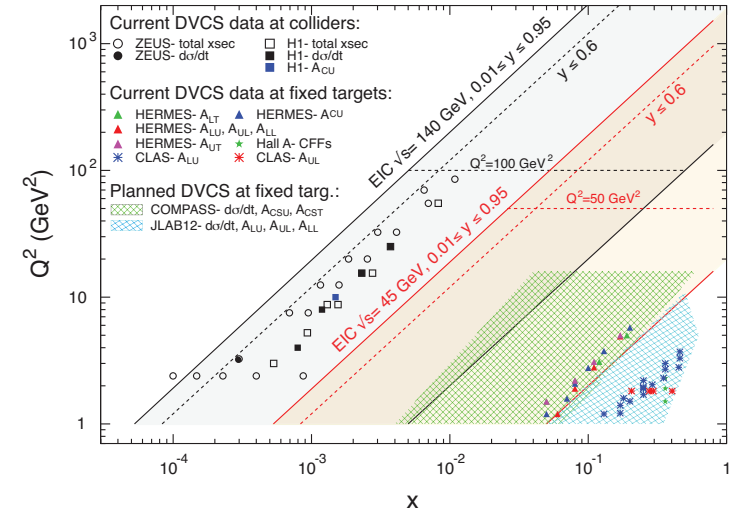 Current DVCS data at colliders:
○ ZEUS- total xsec □ H1- total xsec
● ZEUS- dσ/dt ■ H1- dσ/dt
■ H1- A_CU
Current DVCS data at fixed targets:
▲ HERMES- A_LT ▲ HERMES- A_CU
▲ HERMES- A_LU, A_UL, A_LL
▲ HERMES- A_UT ★ Hall A- CFFs
CLAS- A_LU CLAS- A_UL
Planned DVCS at fixed targ.:
COMPASS- dσ/dt, A_CSU, A_CST
JLAB12- dσ/dt, A_LU, A_UL, A_LL
EIC √s= 140 GeV, 0.01≤ y ≤ 0.95
y ≤ 0.6
EIC √s= 45 GeV, 0.01≤ y ≤ 0.95
y ≤ 0.6
Q²=100 GeV²
Q²=50 GeV²
Q² (GeV²)
10³
10²
10
1
10⁻⁴ 10⁻³ 10⁻² 10⁻¹ 1
x